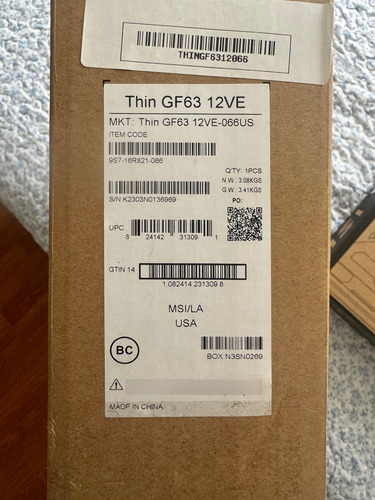 THINGF6312066
Thin GF63 12VE
MKT: Thin GF63 12VE-066US
ITEM CODE
9S7-16R821-066
Q'TY: 1PCS
N.W.: 3.08KGS
G.W.: 3.41KGS
S/N:K2303N0136969
PO:
UPC
8 24142 31309 1
GTIN 14
1 082414 231309 8
MSI/LA
USA
BC
BOX:N3SN0269
MADE IN CHINA